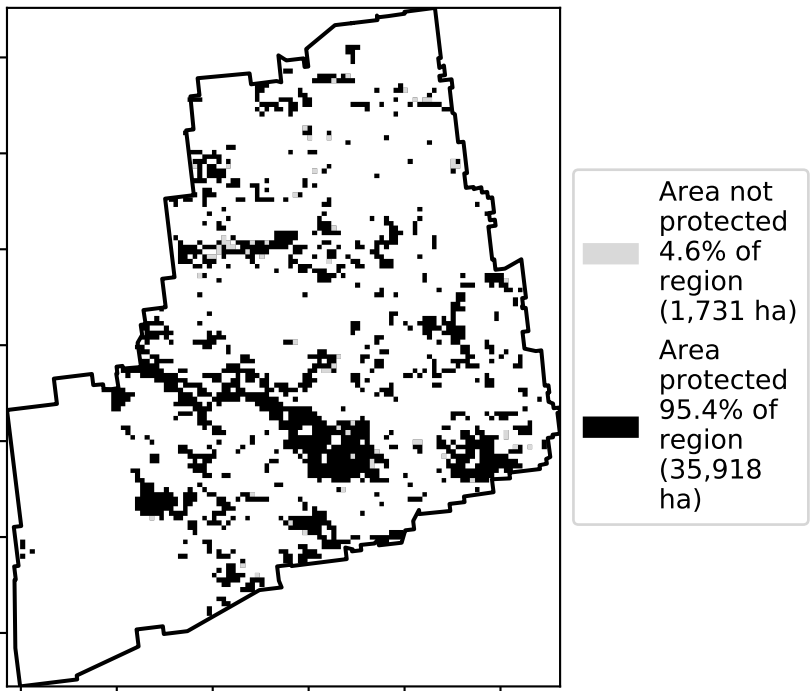 Area not
protected
4.6% of
region
(1,731 ha)
Area
protected
95.4% of
region
(35,918
ha)